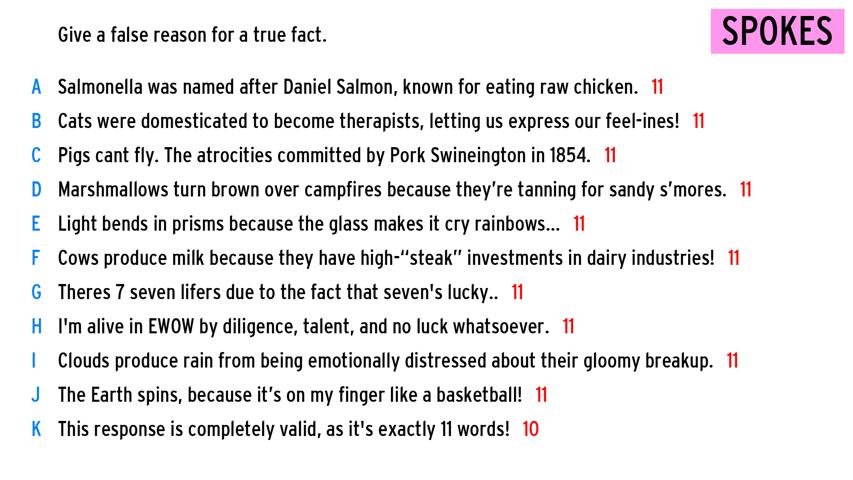 Give a false reason for a true fact.
SPOKES
A Salmonella was named after Daniel Salmon, known for eating raw chicken. 11
B Cats were domesticated to become therapists, letting us express our feel-ines! 11
C Pigs cant fly. The atrocities committed by Pork Swineington in 1854. 11
D Marshmallows turn brown over campfires because they’re tanning for sandy s’mores. 11
E Light bends in prisms because the glass makes it cry rainbows... 11
F Cows produce milk because they have high-“steak” investments in dairy industries! 11
G Theres 7 seven lifers due to the fact that seven's lucky.. 11
H I'm alive in EWOW by diligence, talent, and no luck whatsoever. 11
I Clouds produce rain from being emotionally distressed about their gloomy breakup. 11
J The Earth spins, because it’s on my finger like a basketball! 11
K This response is completely valid, as it's exactly 11 words! 10